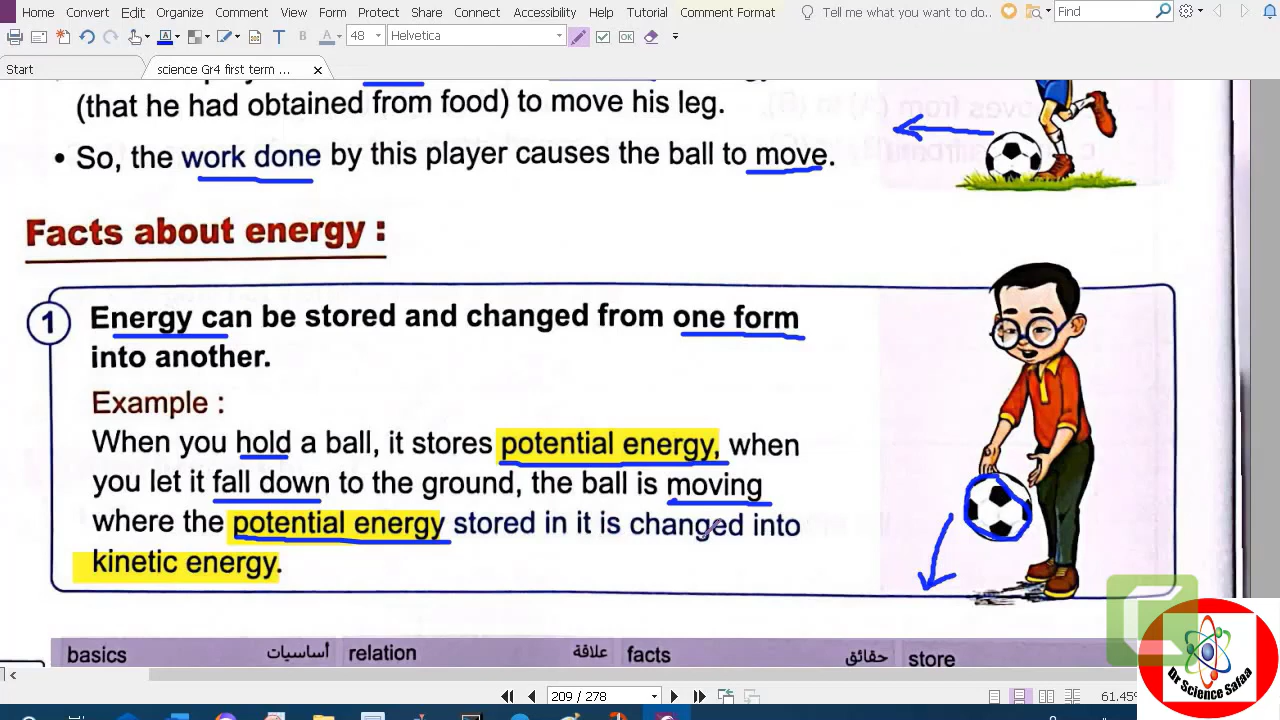 Home Convert Edit Organize Comment View Form Protect Share Connect Accessibility Help Tutorial Comment Format Tell me what you want to do.. Find
48 Helvetica
Start science Gr4 first term ...
(that he had obtained from food) to move his leg.
• So, the work done by this player causes the ball to move.
Facts about energy :
1 Energy can be stored and changed from one form
into another.
Example :
When you hold a ball, it stores potential energy, when
you let it fall down to the ground, the ball is moving
where the potential energy stored in it is changed into
kinetic energy.
basics أساسيات relation علاقة facts حقائق store
Dr Science Safaa
209 / 278 61.45%